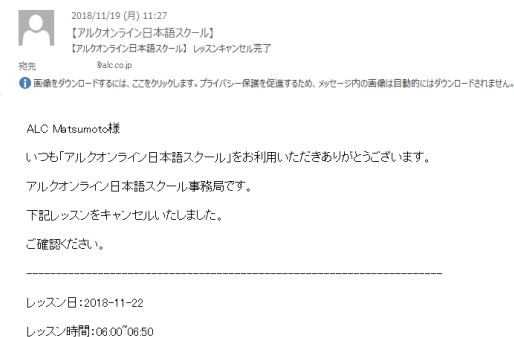 2018/11/19 (月) 11:27
【アルクオンライン日本語スクール】
【アルクオンライン日本語スクール】 レッスンキャンセル完了
宛先 @alc.co.jp
画像をダウンロードするには、ここをクリックします。プライバシー保護を促進するため、メッセージ内の画像は自動的にはダウンロードされません。
ALC Matsumoto様
いつも「アルクオンライン日本語スクール」をお利用いただきありがとうございます。
アルクオンライン日本語スクール事務局です。
下記レッスンをキャンセルいたしました。
ご確認ください。
------------------------------------------------------------------------
レッスン日:2018-11-22
レッスン時間:06:00~06:50